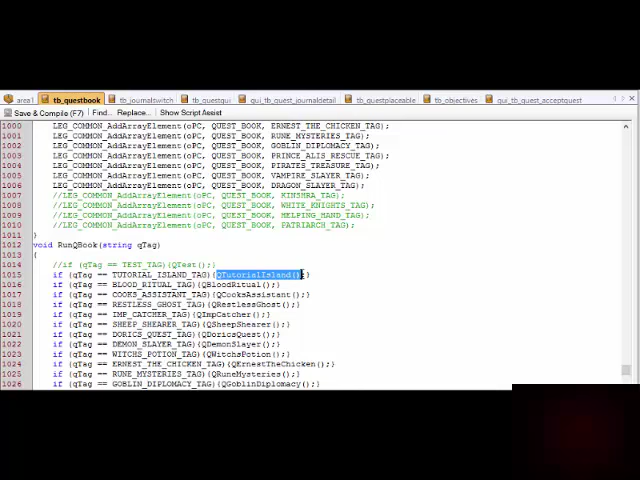 area1 tb_questbook tb_journalswitch tb_questgui gui_tb_quest_journaldetail tb_questplaceable tb_objectives gui_tb_quest_acceptquest
Save & Compile (F7) Find... Replace... Show Script Assist
1000 LEG_COMMON_AddArrayElement(oPC, QUEST_BOOK, ERNEST_THE_CHICKEN_TAG);
1001 LEG_COMMON_AddArrayElement(oPC, QUEST_BOOK, RUNE_MYSTERIES_TAG);
1002 LEG_COMMON_AddArrayElement(oPC, QUEST_BOOK, GOBLIN_DIPLOMACY_TAG);
1003 LEG_COMMON_AddArrayElement(oPC, QUEST_BOOK, PRINCE_ALIS_RESCUE_TAG);
1004 LEG_COMMON_AddArrayElement(oPC, QUEST_BOOK, PIRATES_TREASURE_TAG);
1005 LEG_COMMON_AddArrayElement(oPC, QUEST_BOOK, VAMPIRE_SLAYER_TAG);
1006 LEG_COMMON_AddArrayElement(oPC, QUEST_BOOK, DRAGON_SLAYER_TAG);
1007 //LEG_COMMON_AddArrayElement(oPC, QUEST_BOOK, KINSMRA_TAG);
1008 //LEG_COMMON_AddArrayElement(oPC, QUEST_BOOK, WHITE_KNIGHTS_TAG);
1009 //LEG_COMMON_AddArrayElement(oPC, QUEST_BOOK, HELPING_HAND_TAG);
1010 //LEG_COMMON_AddArrayElement(oPC, QUEST_BOOK, PATRIARCH_TAG);
1011 }
1012 void RunQBook(string qTag)
1013 {
1014 //if (qTag == TEST_TAG){QTest();}
1015 if (qTag == TUTORIAL_ISLAND_TAG){QTutorialIsland();}
1016 if (qTag == BLOOD_RITUAL_TAG){QBloodRitual();}
1017 if (qTag == COOKS_ASSISTANT_TAG){QCooksAssistant();}
1018 if (qTag == RESTLESS_GHOST_TAG){QRestlessGhost();}
1019 if (qTag == IMP_CATCHER_TAG){QImpCatcher();}
1020 if (qTag == SHEEP_SHEARER_TAG){QSheepShearer();}
1021 if (qTag == DORICS_QUEST_TAG){QDoricsQuest();}
1022 if (qTag == DEMON_SLAYER_TAG){QDemonSlayer();}
1023 if (qTag == WITCHS_POTION_TAG){QWitchsPotion();}
1024 if (qTag == ERNEST_THE_CHICKEN_TAG){QErnestTheChicken();}
1025 if (qTag == RUNE_MYSTERIES_TAG){QRuneMysteries();}
1026 if (qTag == GOBLIN_DIPLOMACY_TAG){QGoblinDiplomacy();}